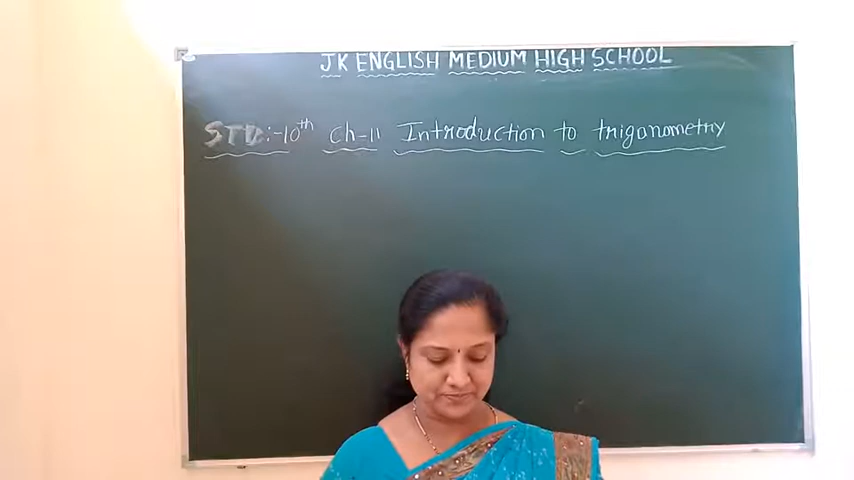 JK ENGLISH MEDIUM HIGH SCHOOL
STD:-10th Ch-11 Introduction to trigonometry